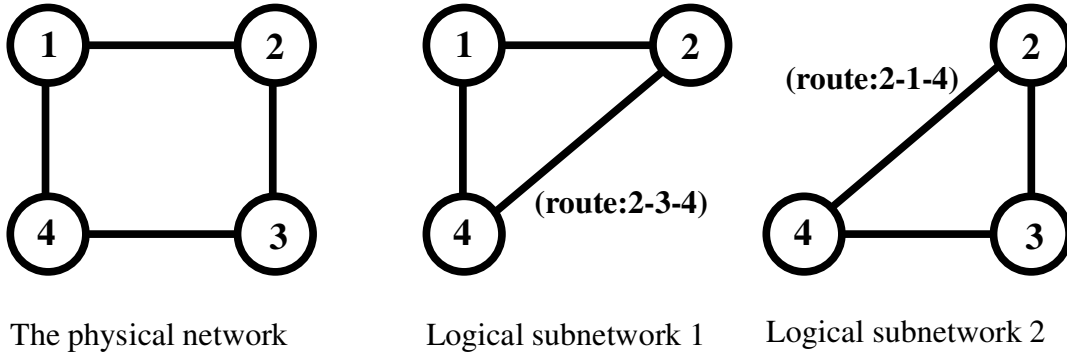 1
2
4
3
The physical network
1
2
(route:2-3-4)
4
Logical subnetwork 1
2
(route:2-1-4)
4
3
Logical subnetwork 2